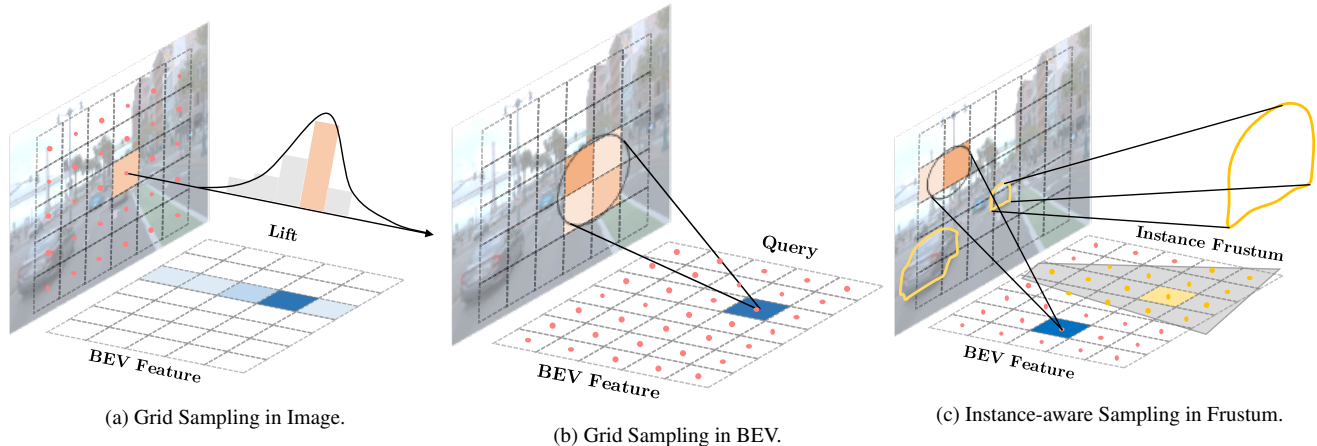 Lift
BEV Feature
(a) Grid Sampling in Image.
Query
BEV Feature
(b) Grid Sampling in BEV.
Instance Frustum
BEV Feature
(c) Instance-aware Sampling in Frustum.